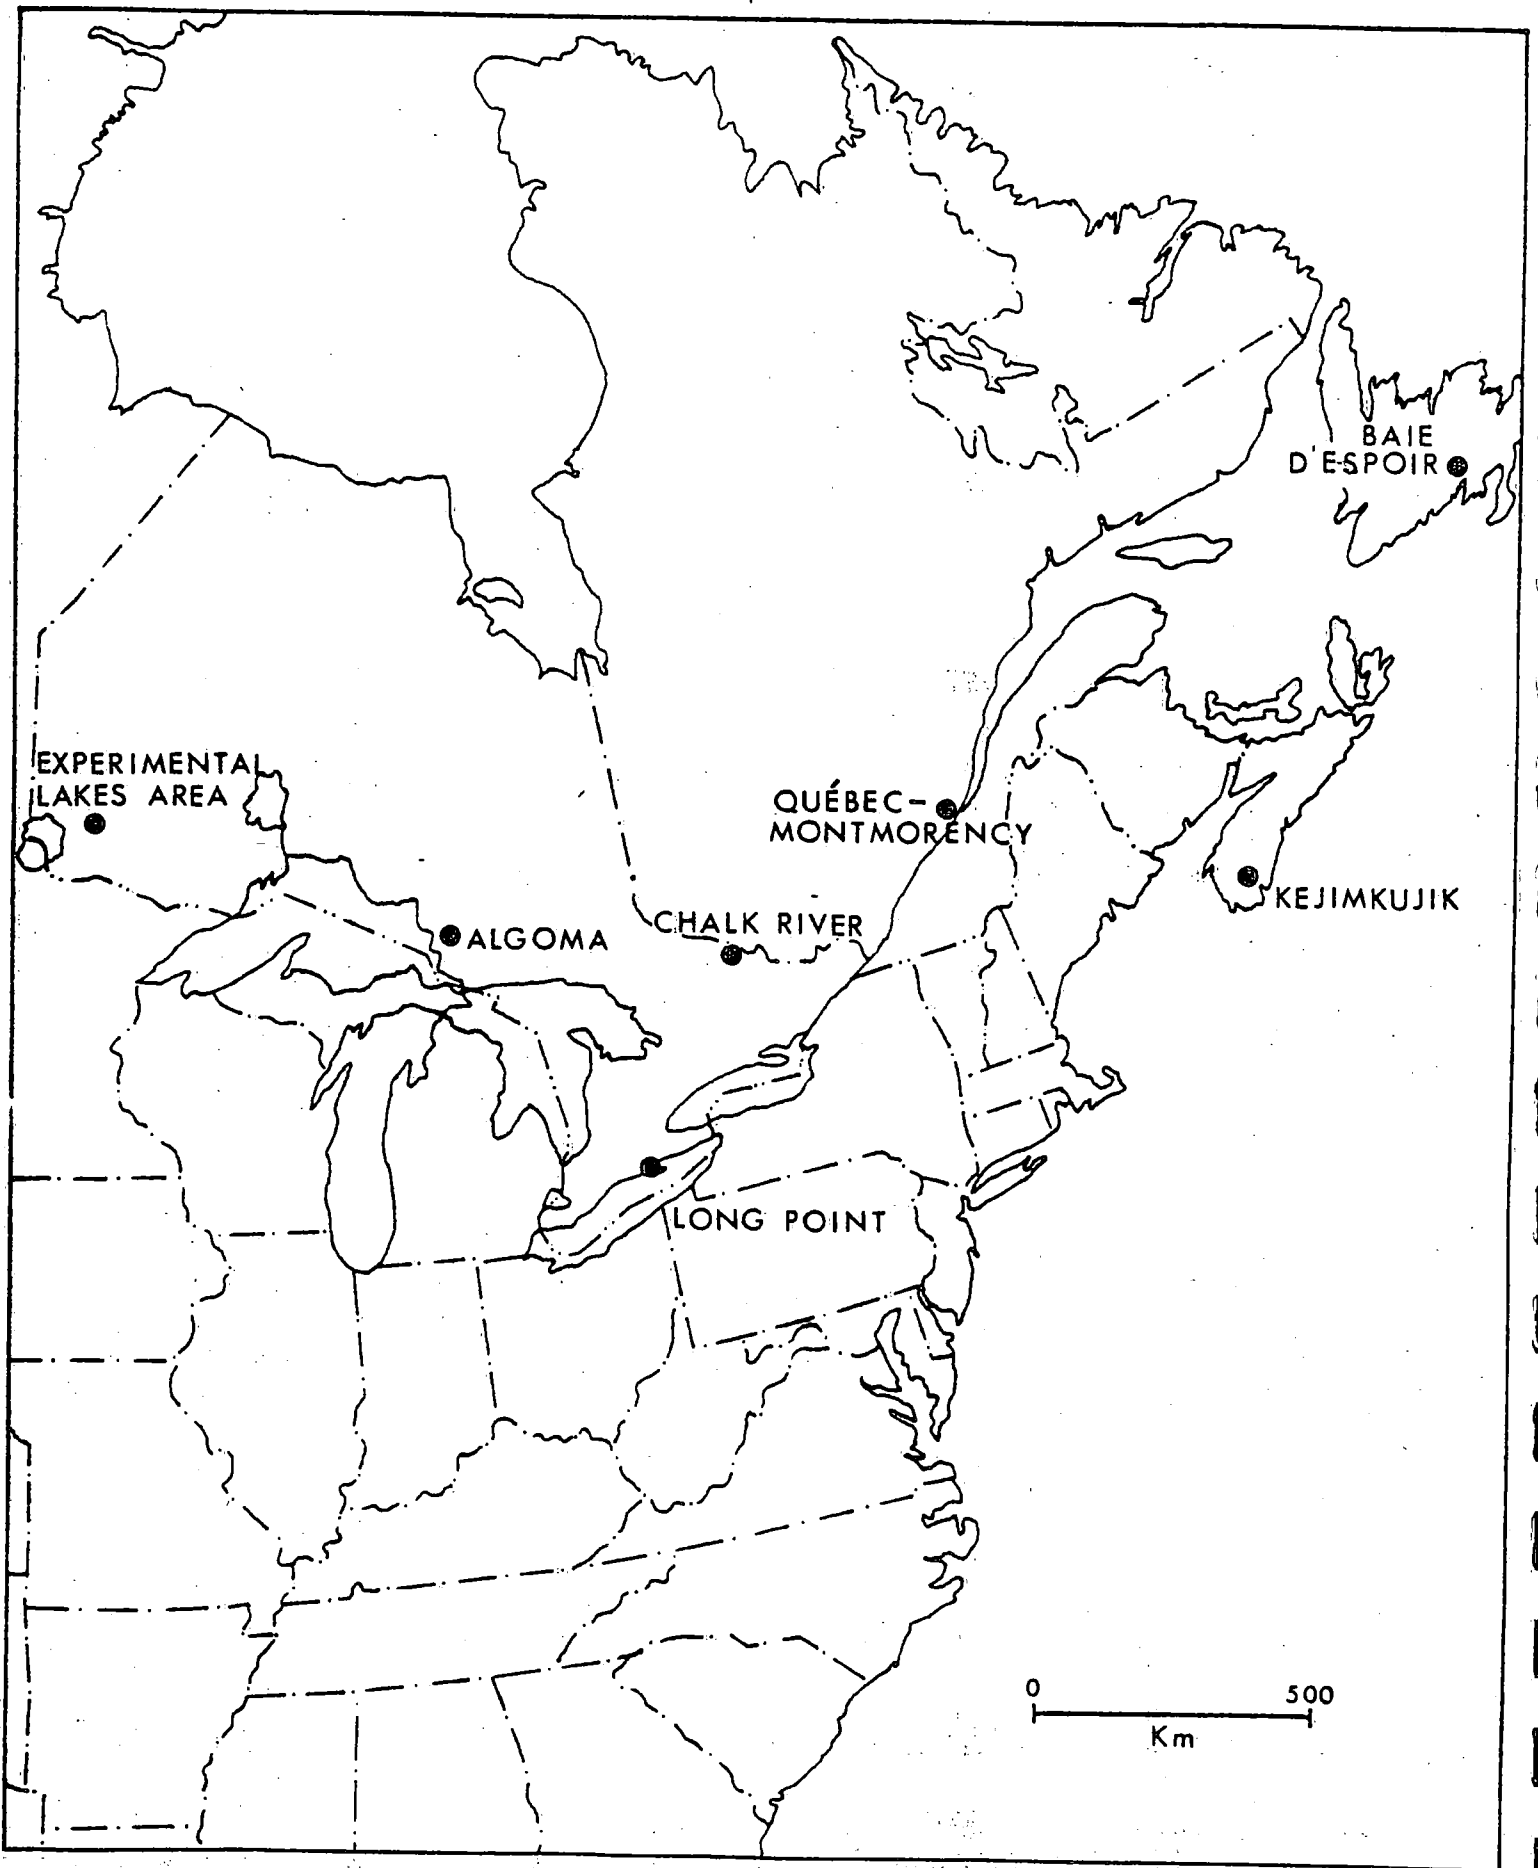 BAIE
D'ESPOIR
EXPERIMENTAL
LAKES AREA
QUÉBEC-
MONTMORENCY
KEJIMKUJIK
CHALK RIVER
ALGOMA
LONG POINT
0 500
Km